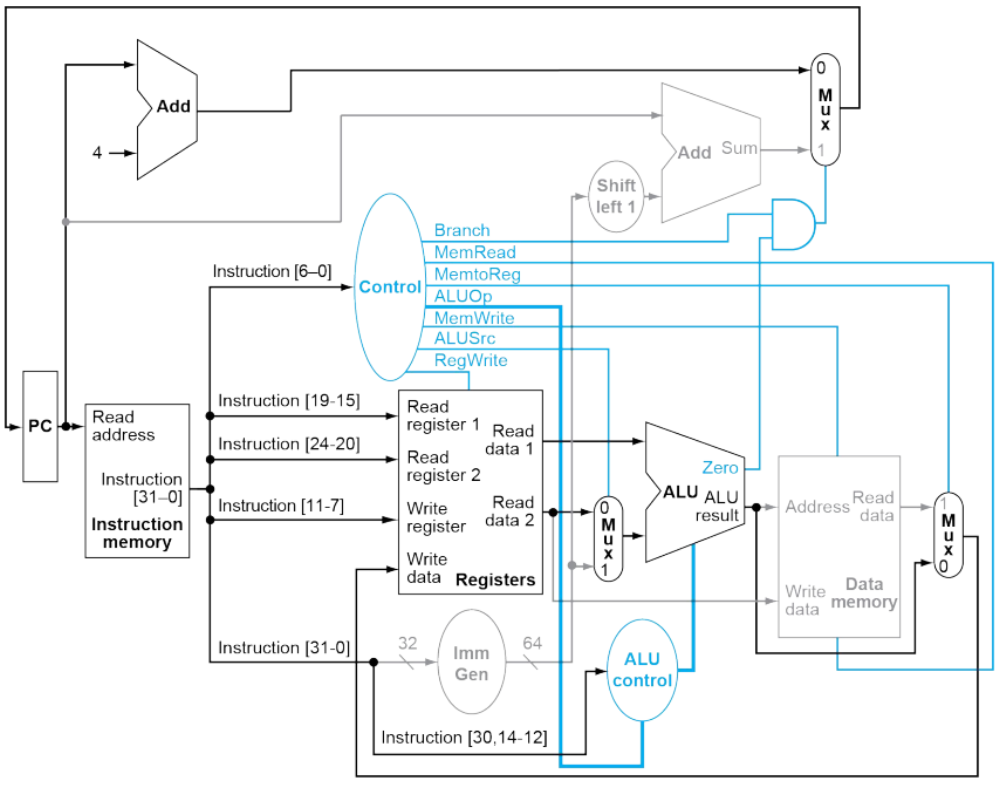 Add
4
0
M
u
x
1
Add Sum
Shift
left 1
Branch
MemRead
MemtoReg
ALUOp
MemWrite
ALUSrc
RegWrite
Control
Instruction [6–0]
Instruction [19-15]
Instruction [24-20]
Instruction [11-7]
Instruction [31-0]
PC
Read
address
Instruction
[31–0]
Instruction
memory
Read
register 1
Read
register 2
Write
register
Write
data
Read
data 1
Read
data 2
Registers
0
M
u
x
1
Zero
ALU
ALU
result
Address
Read
data
Write
data
Data
memory
1
M
u
x
0
32
Imm
Gen
64
ALU
control
Instruction [30,14-12]